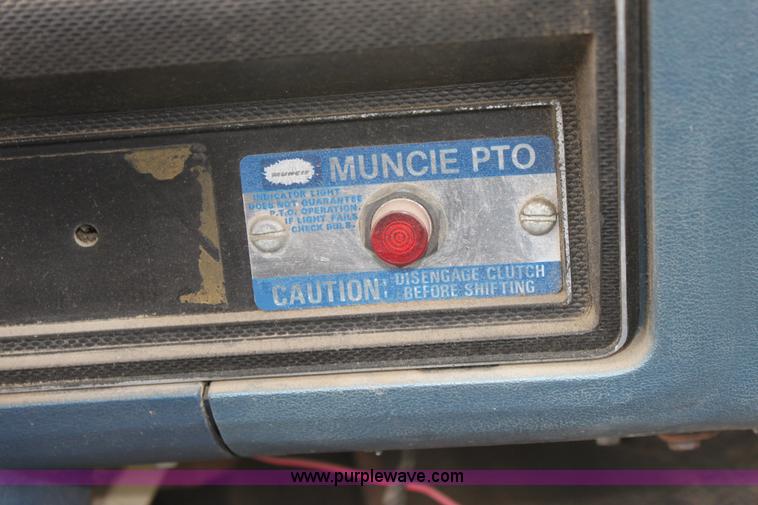 MUNCIE
MUNCIE PTO
INDICATOR LIGHT
DOES NOT GUARANTEE
P.T.O. OPERATION.
IF LIGHT FAILS
CHECK BULB.
CAUTION: DISENGAGE CLUTCH
BEFORE SHIFTING
www.purplewave.com